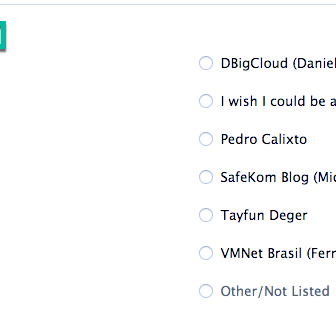 DBigCloud (Daniel
I wish I could be a
Pedro Calixto
SafeKom Blog (Mic
Tayfun Deger
VMNet Brasil (Ferr
Other/Not Listed